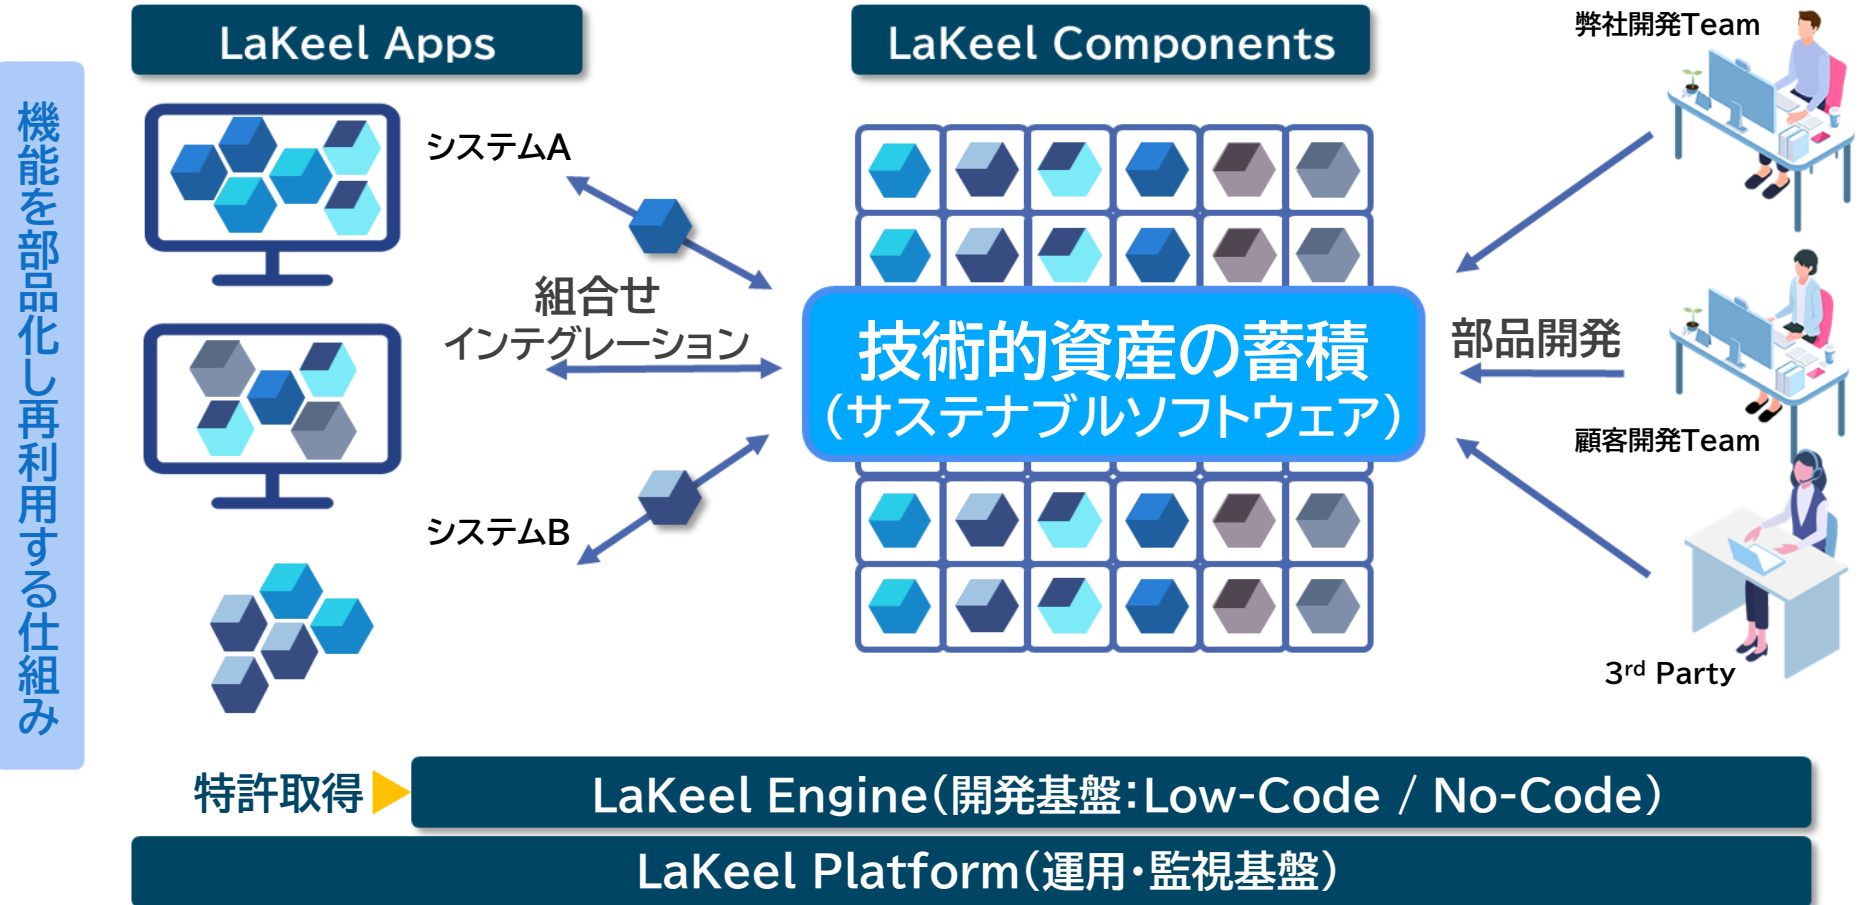 LaKeel Apps
LaKeel Components
弊社開発Team
機能を部品化し再利用する仕組み
システムA
組合せ
インテグレーション
技術的資産の蓄積
（サステナブルソフトウェア）
部品開発
顧客開発Team
システムB
3rd Party
特許取得
LaKeel Engine（開発基盤：Low-Code / No-Code）
LaKeel Platform（運用・監視基盤）